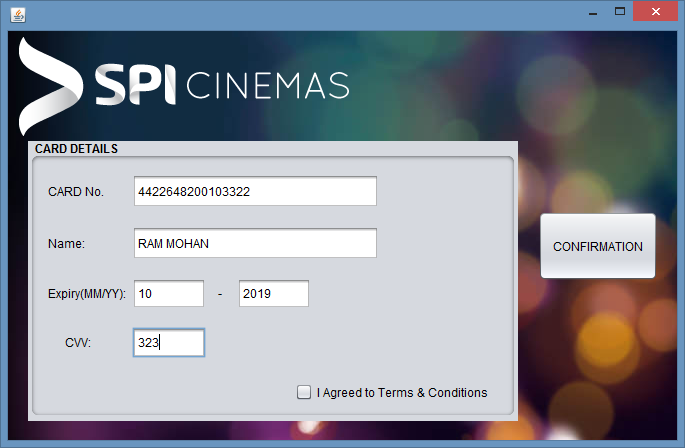 SPI CINEMAS
CARD DETAILS
CARD No. 4422648200103322
Name: RAM MOHAN
Expiry(MM/YY): 10 - 2019
CVV: 323
I Agreed to Terms & Conditions
CONFIRMATION